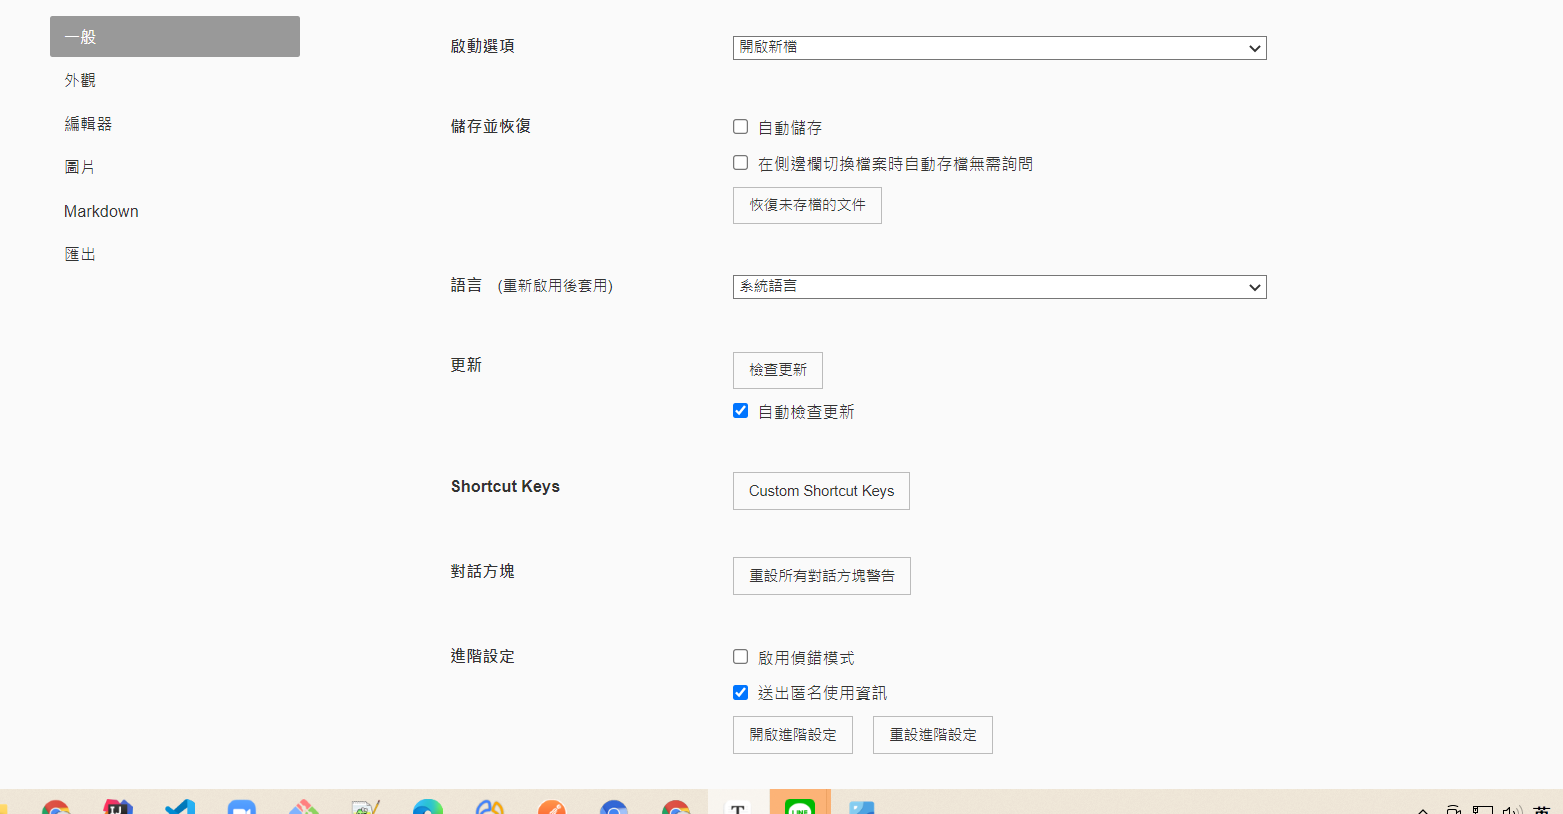 一般
外觀
編輯器
圖片
Markdown
匯出
啟動選項
開啟新檔
儲存並恢復
自動儲存
在側邊欄切換檔案時自動存檔無需詢問
恢復未存檔的文件
語言 (重新啟用後套用)
系統語言
更新
檢查更新
自動檢查更新
Shortcut Keys
Custom Shortcut Keys
對話方塊
重設所有對話方塊警告
進階設定
啟用偵錯模式
送出匿名使用資訊
開啟進階設定
重設進階設定
IJ
T
LINE
英